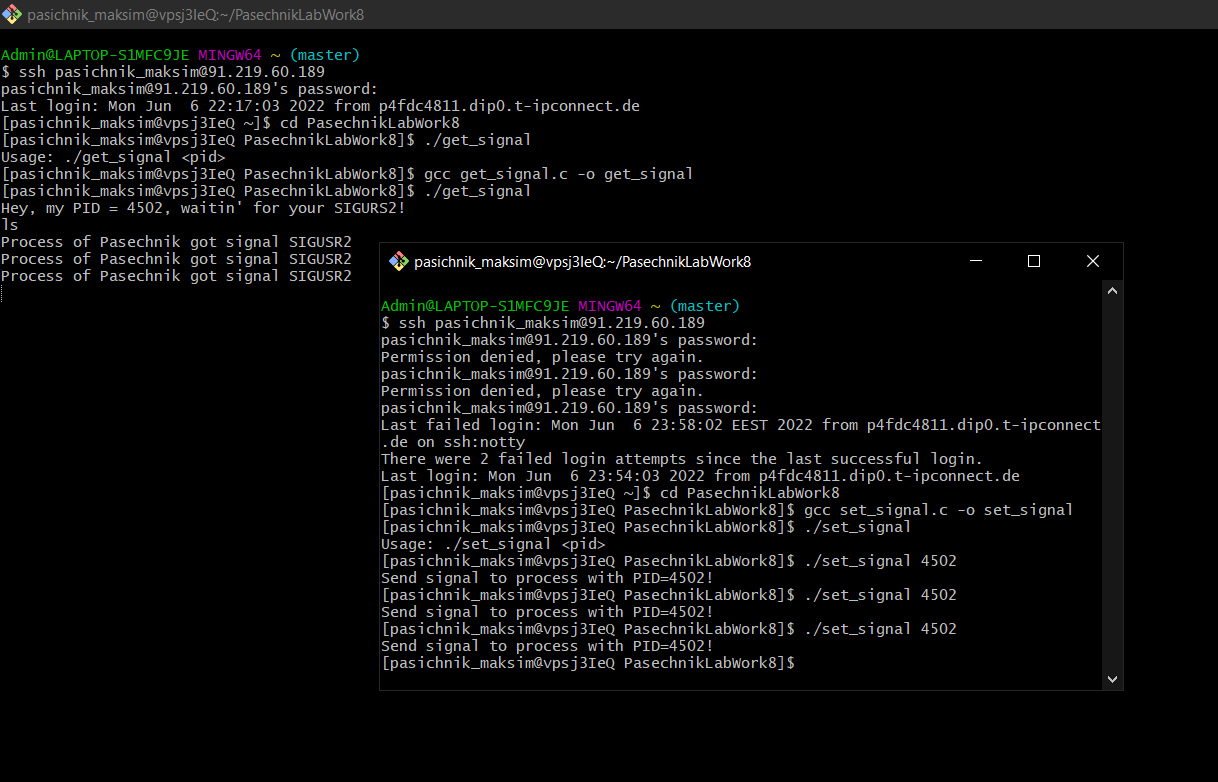 pasichnik_maksim@vpsj3IeQ:~/PasechnikLabWork8
Admin@LAPTOP-S1MFC9JE MINGW64 ~ (master)
$ ssh pasichnik_maksim@91.219.60.189
pasichnik_maksim@91.219.60.189's password:
Last login: Mon Jun  6 22:17:03 2022 from p4fdc4811.dip0.t-ipconnect.de
[pasichnik_maksim@vpsj3IeQ ~]$ cd PasechnikLabWork8
[pasichnik_maksim@vpsj3IeQ PasechnikLabWork8]$ ./get_signal
Usage: ./get_signal <pid>
[pasichnik_maksim@vpsj3IeQ PasechnikLabWork8]$ gcc get_signal.c -o get_signal
[pasichnik_maksim@vpsj3IeQ PasechnikLabWork8]$ ./get_signal
Hey, my PID = 4502, waitin' for your SIGURS2!
ls
Process of Pasechnik got signal SIGUSR2
Process of Pasechnik got signal SIGUSR2
Process of Pasechnik got signal SIGUSR2
pasichnik_maksim@vpsj3IeQ:~/PasechnikLabWork8
Admin@LAPTOP-S1MFC9JE MINGW64 ~ (master)
$ ssh pasichnik_maksim@91.219.60.189
pasichnik_maksim@91.219.60.189's password:
Permission denied, please try again.
pasichnik_maksim@91.219.60.189's password:
Permission denied, please try again.
pasichnik_maksim@91.219.60.189's password:
Last failed login: Mon Jun  6 23:58:02 EEST 2022 from p4fdc4811.dip0.t-ipconnect
.de on ssh:notty
There were 2 failed login attempts since the last successful login.
Last login: Mon Jun  6 23:54:03 2022 from p4fdc4811.dip0.t-ipconnect.de
[pasichnik_maksim@vpsj3IeQ ~]$ cd PasechnikLabWork8
[pasichnik_maksim@vpsj3IeQ PasechnikLabWork8]$ gcc set_signal.c -o set_signal
[pasichnik_maksim@vpsj3IeQ PasechnikLabWork8]$ ./set_signal
Usage: ./set_signal <pid>
[pasichnik_maksim@vpsj3IeQ PasechnikLabWork8]$ ./set_signal 4502
Send signal to process with PID=4502!
[pasichnik_maksim@vpsj3IeQ PasechnikLabWork8]$ ./set_signal 4502
Send signal to process with PID=4502!
[pasichnik_maksim@vpsj3IeQ PasechnikLabWork8]$ ./set_signal 4502
Send signal to process with PID=4502!
[pasichnik_maksim@vpsj3IeQ PasechnikLabWork8]$